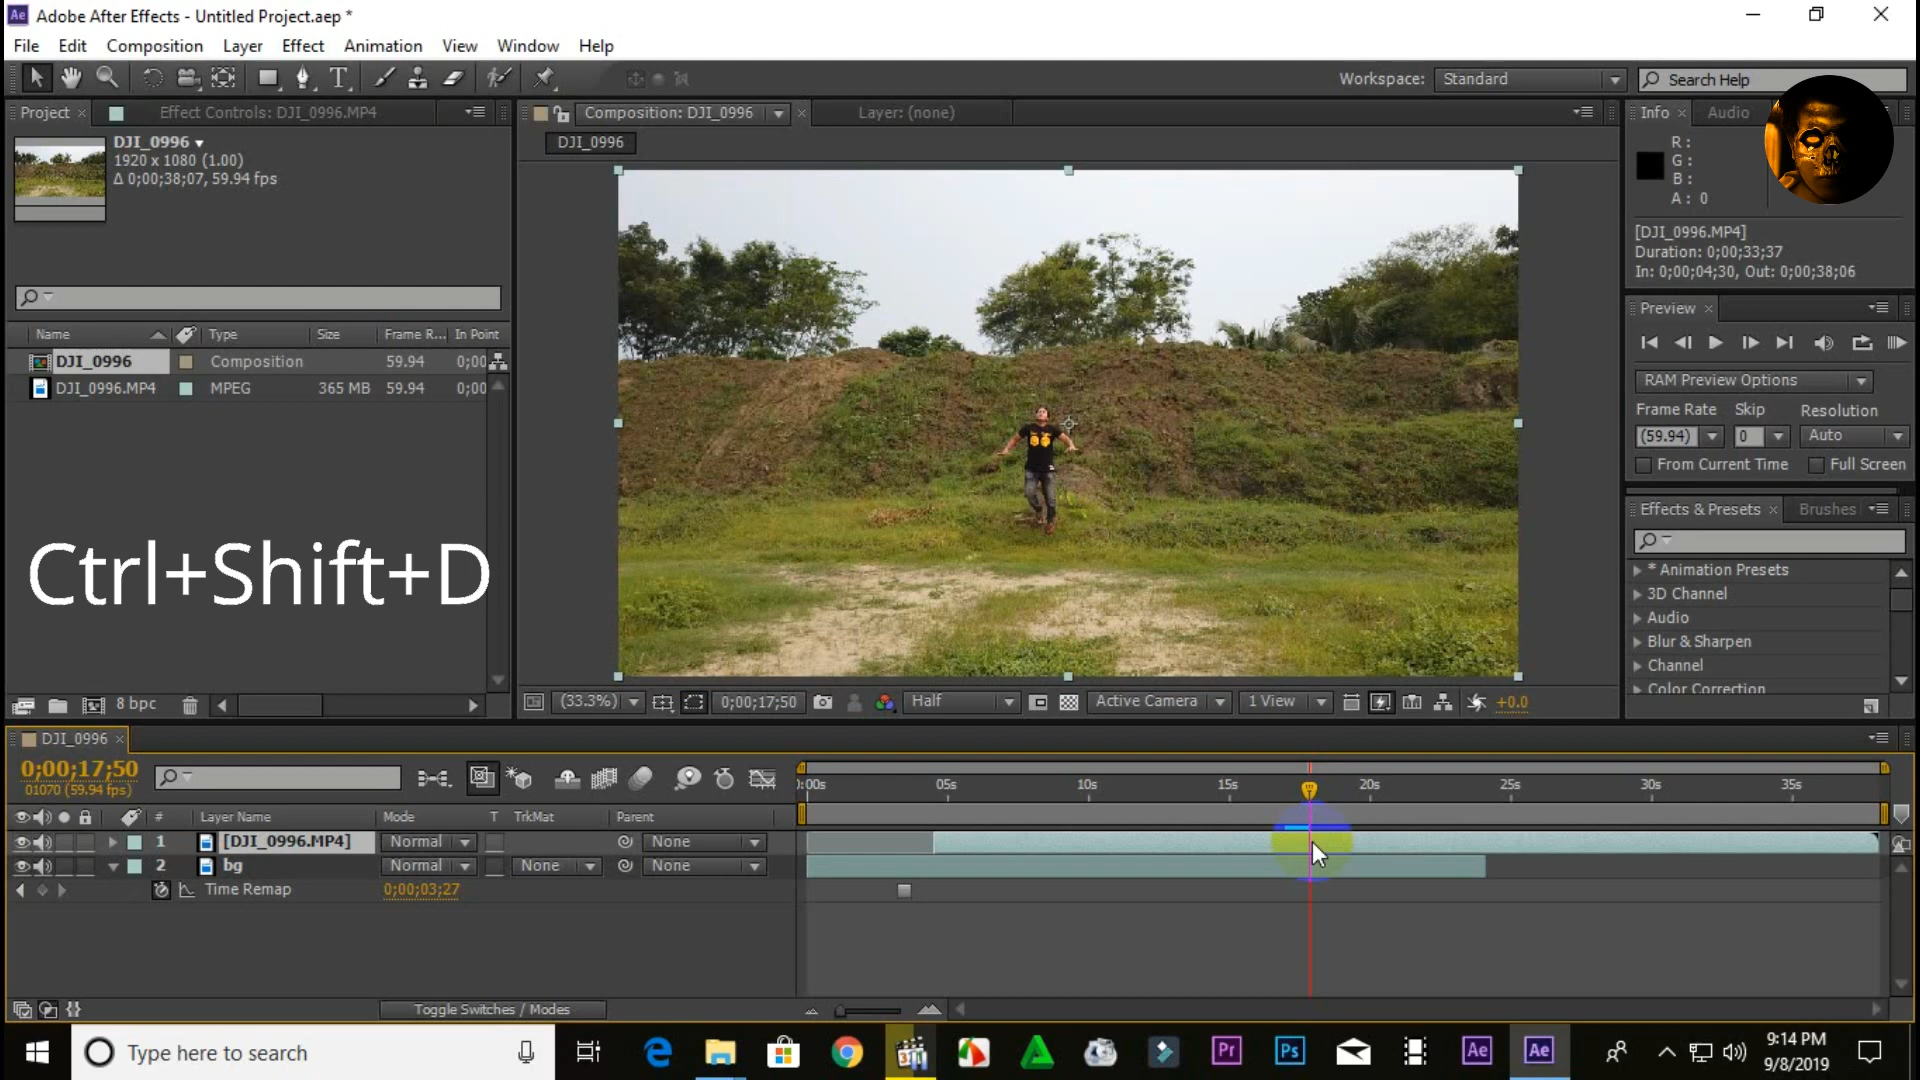 Ae Adobe After Effects - Untitled Project.aep *
File Edit Composition Layer Effect Animation View Window Help
Workspace: Standard Search Help
Project Effect Controls: DJI_0996.MP4 Composition: DJI_0996 Layer: (none) Info Audio
DJI_0996
1920 x 1080 (1.00)
Δ 0;00;38;07, 59.94 fps
DJI_0996
R :
G :
B :
A : 0
[DJI_0996.MP4]
Duration: 0;00;33;37
In: 0;00;04;30, Out: 0;00;38;06
Preview
RAM Preview Options
Frame Rate Skip Resolution
(59.94) 0 Auto
From Current Time Full Screen
Name Type Size Frame R... In Point
DJI_0996 Composition 59.94 0;00
DJI_0996.MP4 MPEG 365 MB 59.94 0;00
Ctrl+Shift+D
Effects & Presets Brushes
* Animation Presets
3D Channel
Audio
Blur & Sharpen
Channel
Color Correction
8 bpc
(33.3%) 0;00;17;50 Half Active Camera 1 View +0.0
DJI_0996
0;00;17;50
01070 (59.94 fps)
):00s 05s 10s 15s 20s 25s 30s 35s
# Layer Name Mode T TrkMat Parent
1 [DJI_0996.MP4] Normal None
2 bg Normal None None
Time Remap 0;00;03;27
Toggle Switches / Modes
Type here to search
Pr Ps Ae Ae
9:14 PM
9/8/2019